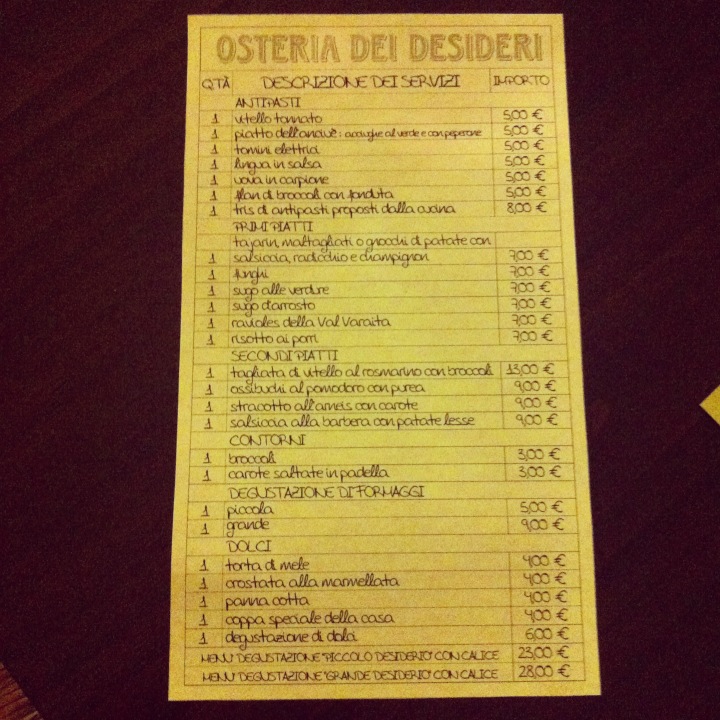 OSTERIA DEI DESIDERI
QTÀ DESCRIZIONE DEI SERVIZI IMPORTO
ANTIPASTI
1 vitello tonnato 5,00 €
1 piatto dell'anciuè: acciughe al verde e con peperone 5,00 €
1 tomini elettrici 5,00 €
1 lingua in salsa 5,00 €
1 uova in carpione 5,00 €
1 flan di broccoli con fonduta 5,00 €
1 tris di antipasti proposti dalla cucina 8,00 €
PRIMI PIATTI
tajarin, maltagliati o gnocchi di patate con
1 salsiccia, radicchio e champignon 7,00 €
1 funghi 7,00 €
1 sugo alle verdure 7,00 €
1 sugo d'arrosto 7,00 €
1 ravioles della Val Varaita 7,00 €
1 risotto ai porri 7,00 €
SECONDI PIATTI
1 tagliata di vitello al rosmarino con broccoli 13,00 €
1 ossibuchi al pomodoro con purea 9,00 €
1 stracotto all'arneis con carote 9,00 €
1 salsiccia alla barbera con patate lesse 9,00 €
CONTORNI
1 broccoli 3,00 €
1 carote saltate in padella 3,00 €
DEGUSTAZIONE DI FORMAGGI
1 piccola 5,00 €
1 grande 9,00 €
DOLCI
1 torta di mele 4,00 €
1 crostata alla marmellata 4,00 €
1 panna cotta 4,00 €
1 coppa speciale della casa 4,00 €
1 degustazione di dolci 6,00 €
MENU' DEGUSTAZIONE "PICCOLO DESIDERIO" CON CALICE 23,00 €
MENU' DEGUSTAZIONE "GRANDE DESIDERIO" CON CALICE 28,00 €